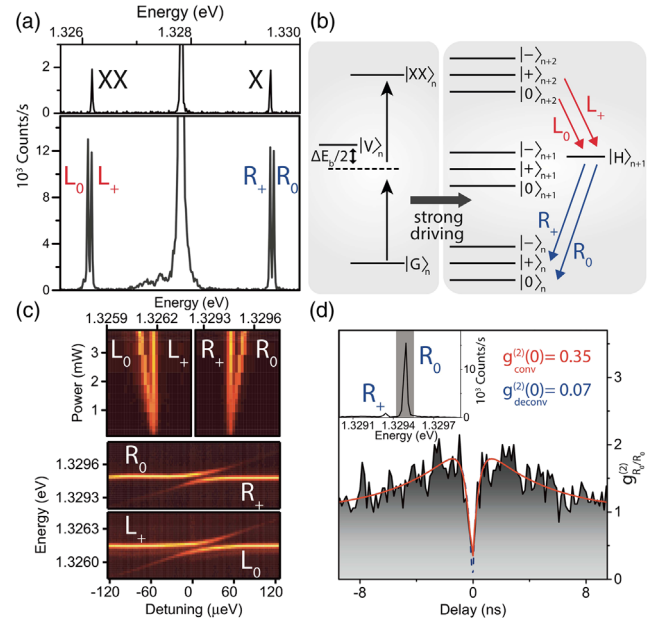 (a)
Energy (eV)
1.326
1.328
1.330
2
1
0
XX
X
10³ Counts/s
12
8
4
0
10³ Counts/s
L₀
L₊
R₊
R₀
(b)
|XX⟩ₙ
|V⟩ₙ
ΔE_b/2
|G⟩ₙ
strong
driving
|−⟩ₙ₊₂
|+⟩ₙ₊₂
|0⟩ₙ₊₂
L₀
L₊
|−⟩ₙ₊₁
|+⟩ₙ₊₁
|0⟩ₙ₊₁
|H⟩ₙ₊₁
R₊
R₀
|−⟩ₙ
|+⟩ₙ
|0⟩ₙ
(c)
Energy (eV)
1.3259
1.3262
1.3293
1.3296
Power (mW)
3
2
1
L₀
L₊
R₊
R₀
Energy (eV)
1.3296
1.3293
R₀
R₊
1.3263
1.3260
L₊
L₀
-120
-60
0
60
120
Detuning (µeV)
(d)
R₊
R₀
10
0
10³ Counts/s
1.3291
1.3294
1.3297
Energy (eV)
g⁽²⁾conv(0)= 0.35
g⁽²⁾deconv(0)= 0.07
3
2
1
0
g⁽²⁾R₀/R₀
-8
0
8
Delay (ns)